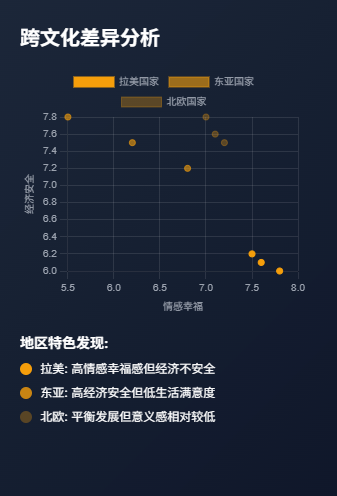 跨文化差异分析
拉美国家 东亚国家
北欧国家
7.8
7.6
7.4
7.2
7.0
6.8
6.6
6.4
6.2
6.0
经济安全
5.5 6.0 6.5 7.0 7.5 8.0
情感幸福
地区特色发现:
拉美: 高情感幸福感但经济不安全
东亚: 高经济安全但低生活满意度
北欧: 平衡发展但意义感相对较低